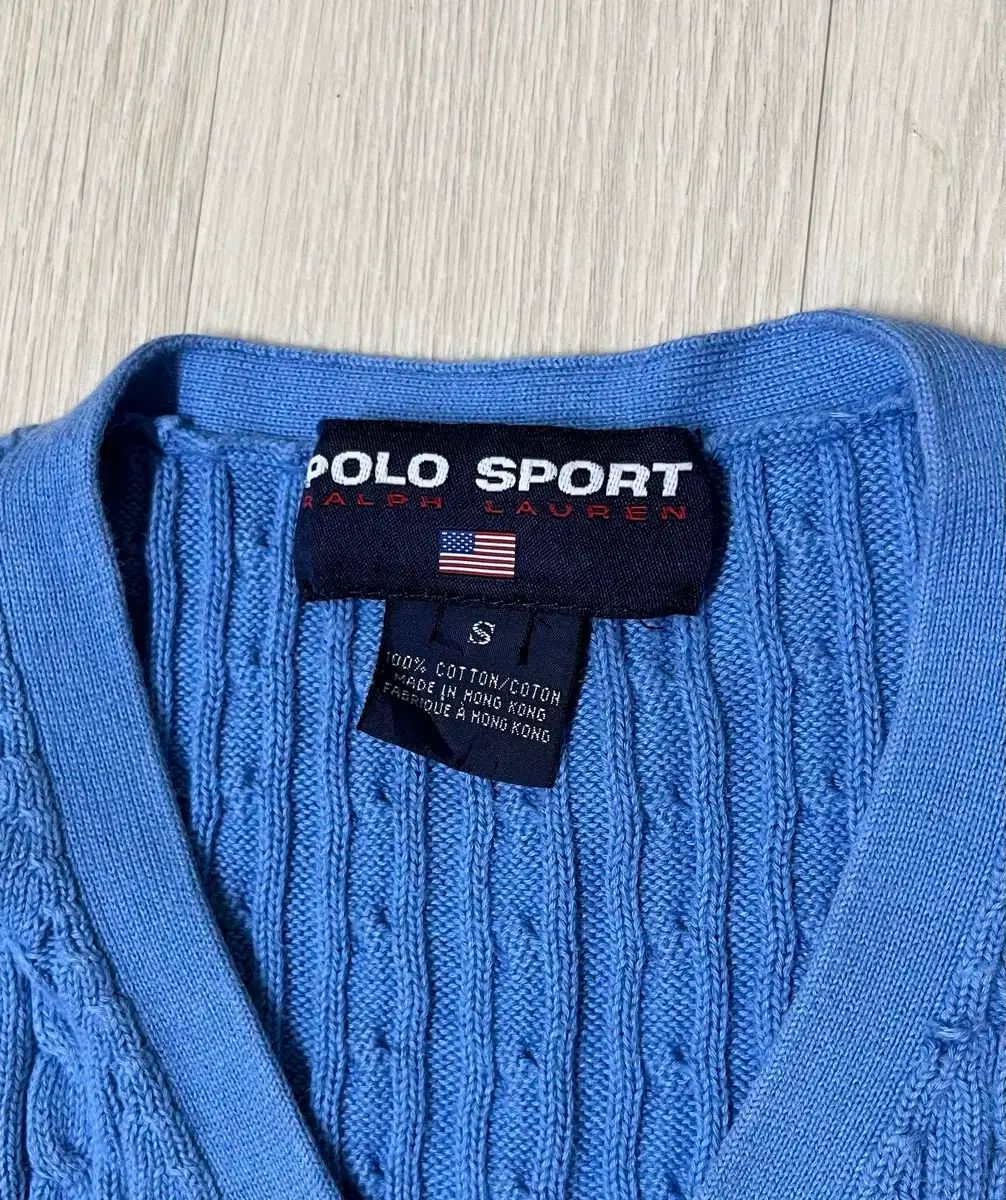 POLO SPORT
RALPH LAUREN
S
100% COTTON/COTON
MADE IN HONG KONG
FABRIQUE À HONG KONG